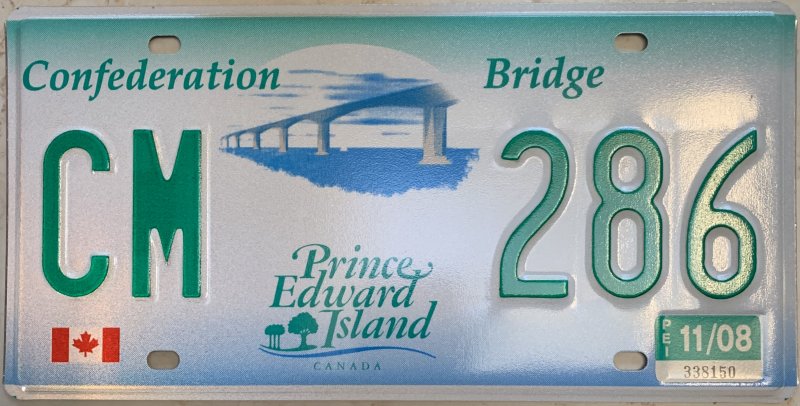 Confederation Bridge
CM 286
Prince
Edward
Island
CANADA
PEI 11/08
338150